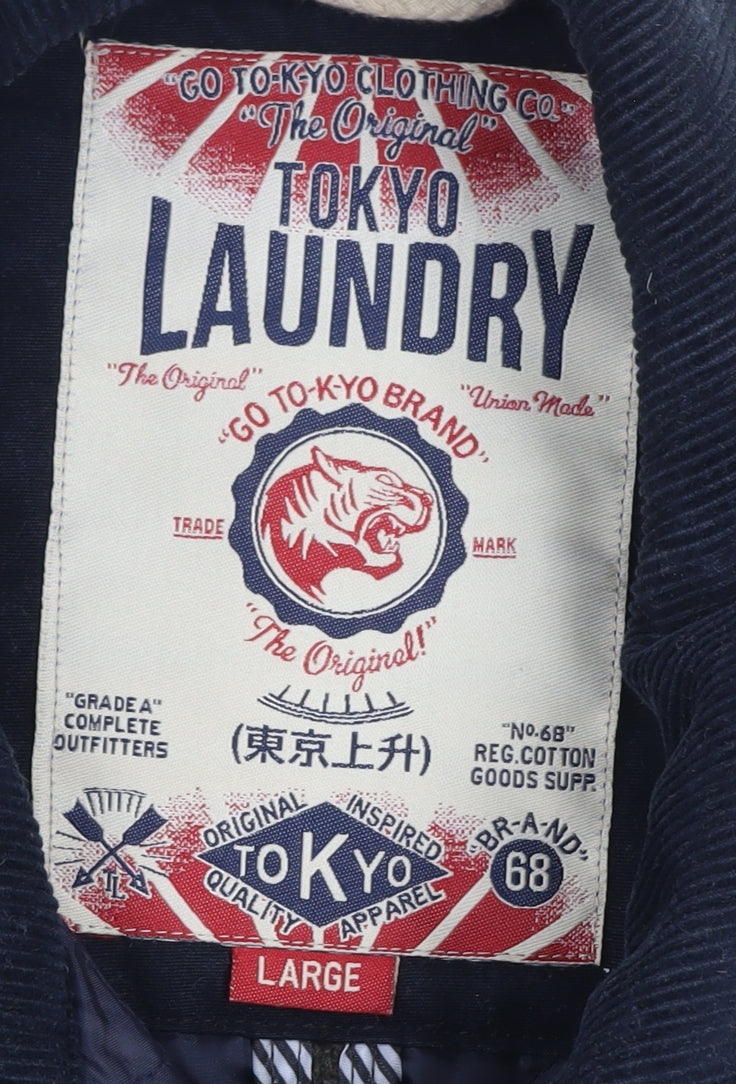 "GO TO-K-YO CLOTHING CO."
"The Original"
TOKYO
LAUNDRY
"The Original"
"Union Made"
"GO TO-K-YO BRAND"
TRADE
MARK
"The Original!"
"GRADE A"
COMPLETE
OUTFITTERS
(東京上升)
"No.68"
REG.COTTON
GOODS SUPP.
TL
ORIGINAL
INSPIRED
TOKYO
QUALITY
APPAREL
"BR-A-ND"
68
LARGE